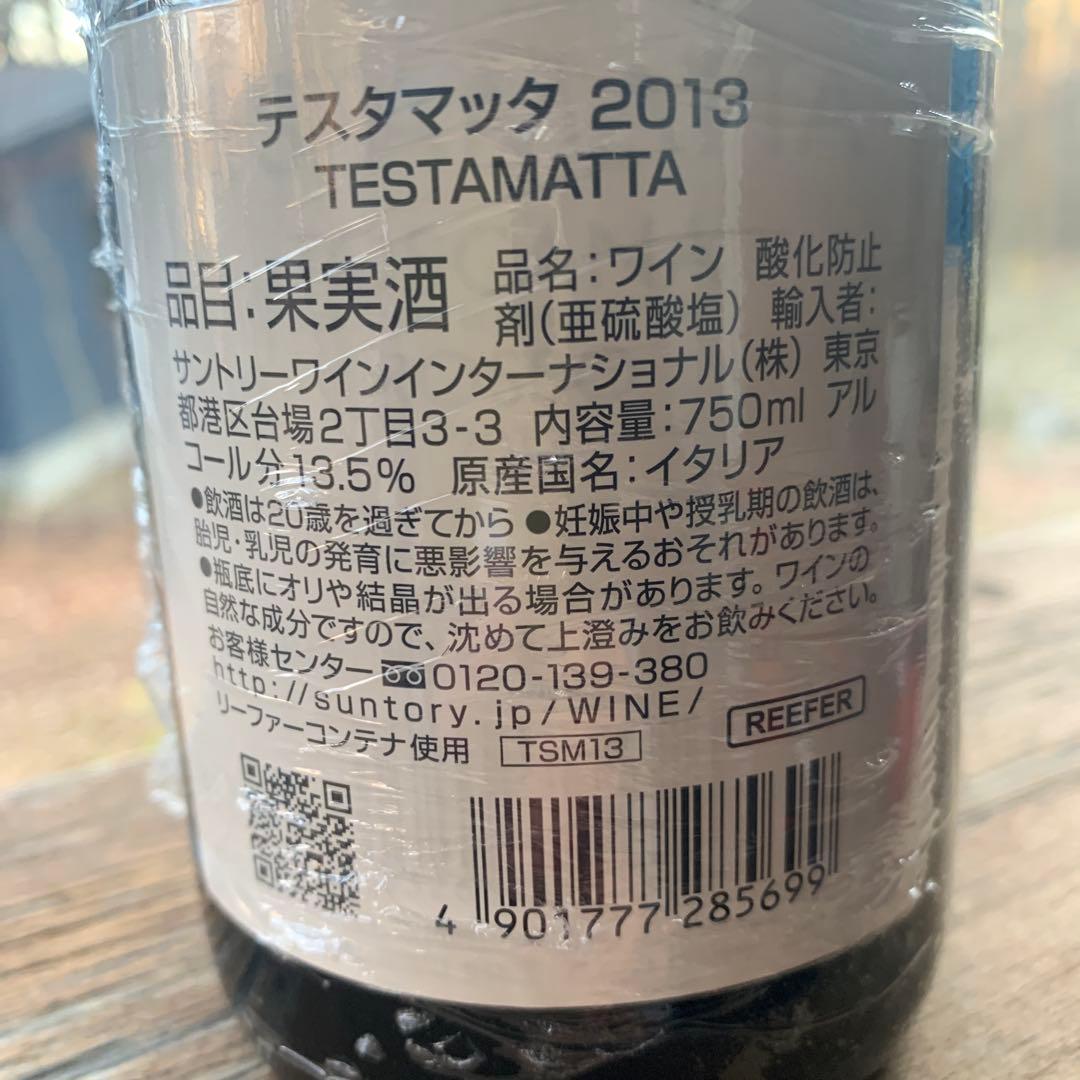 テスタマッタ 2013
TESTAMATTA
品目:果実酒 品名:ワイン 酸化防止
剤(亜硫酸塩) 輸入者:
サントリーワインインターナショナル(株) 東京
都港区台場2丁目3-3 内容量:750ml アル
コール分13.5% 原産国名:イタリア
●飲酒は20歳を過ぎてから ●妊娠中や授乳期の飲酒は、
胎児・乳児の発育に悪影響を与えるおそれがあります。
●瓶底にオリや結晶が出る場合があります。ワインの
自然な成分ですので、沈めて上澄みをお飲みください。
お客様センター 0120-139-380
http://suntory.jp/WINE/
リーファーコンテナ使用 TSM13 REEFER
4 901777 285699